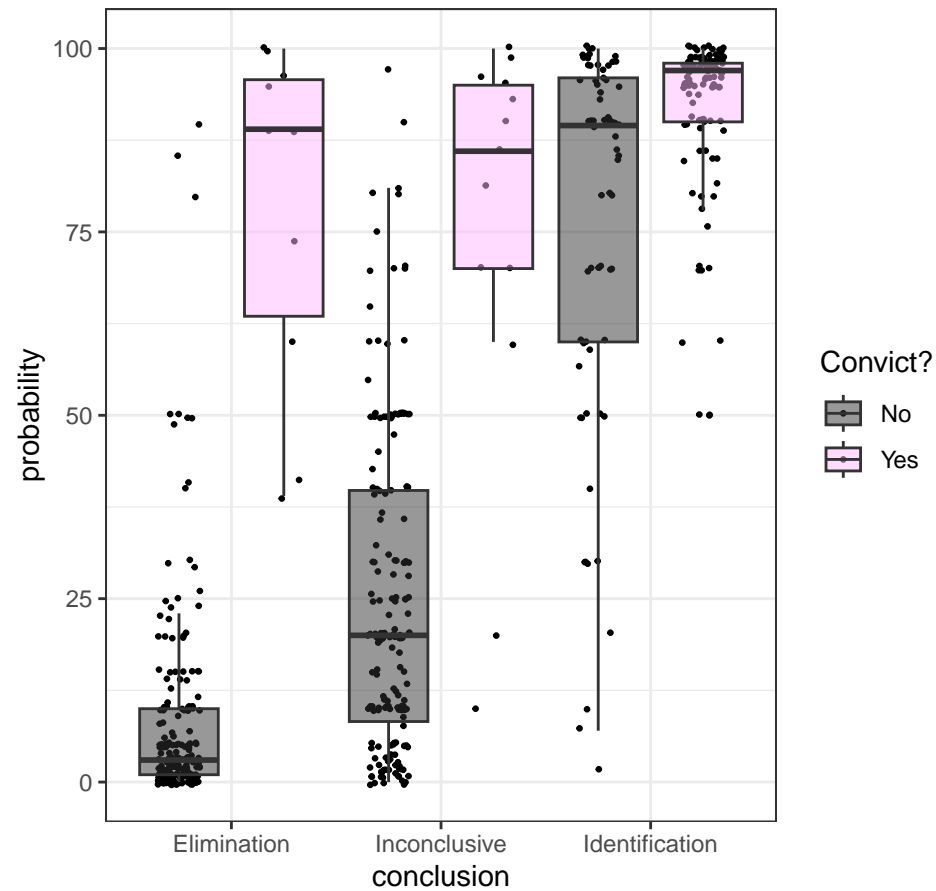 100
75
50
25
0
probability
Elimination
Inconclusive
Identification
conclusion
Convict?
No
Yes